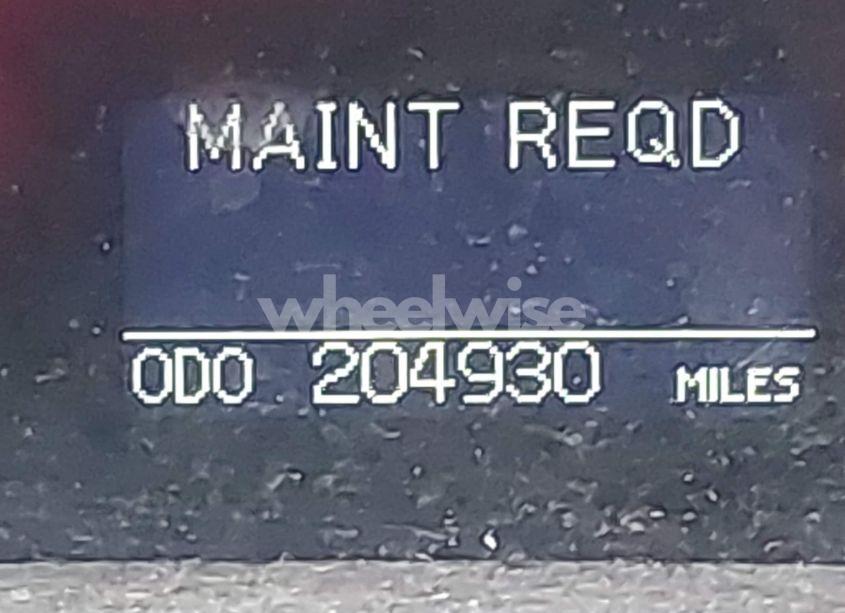 MAINT REQD
wheelwise
ODO 204930 MILES